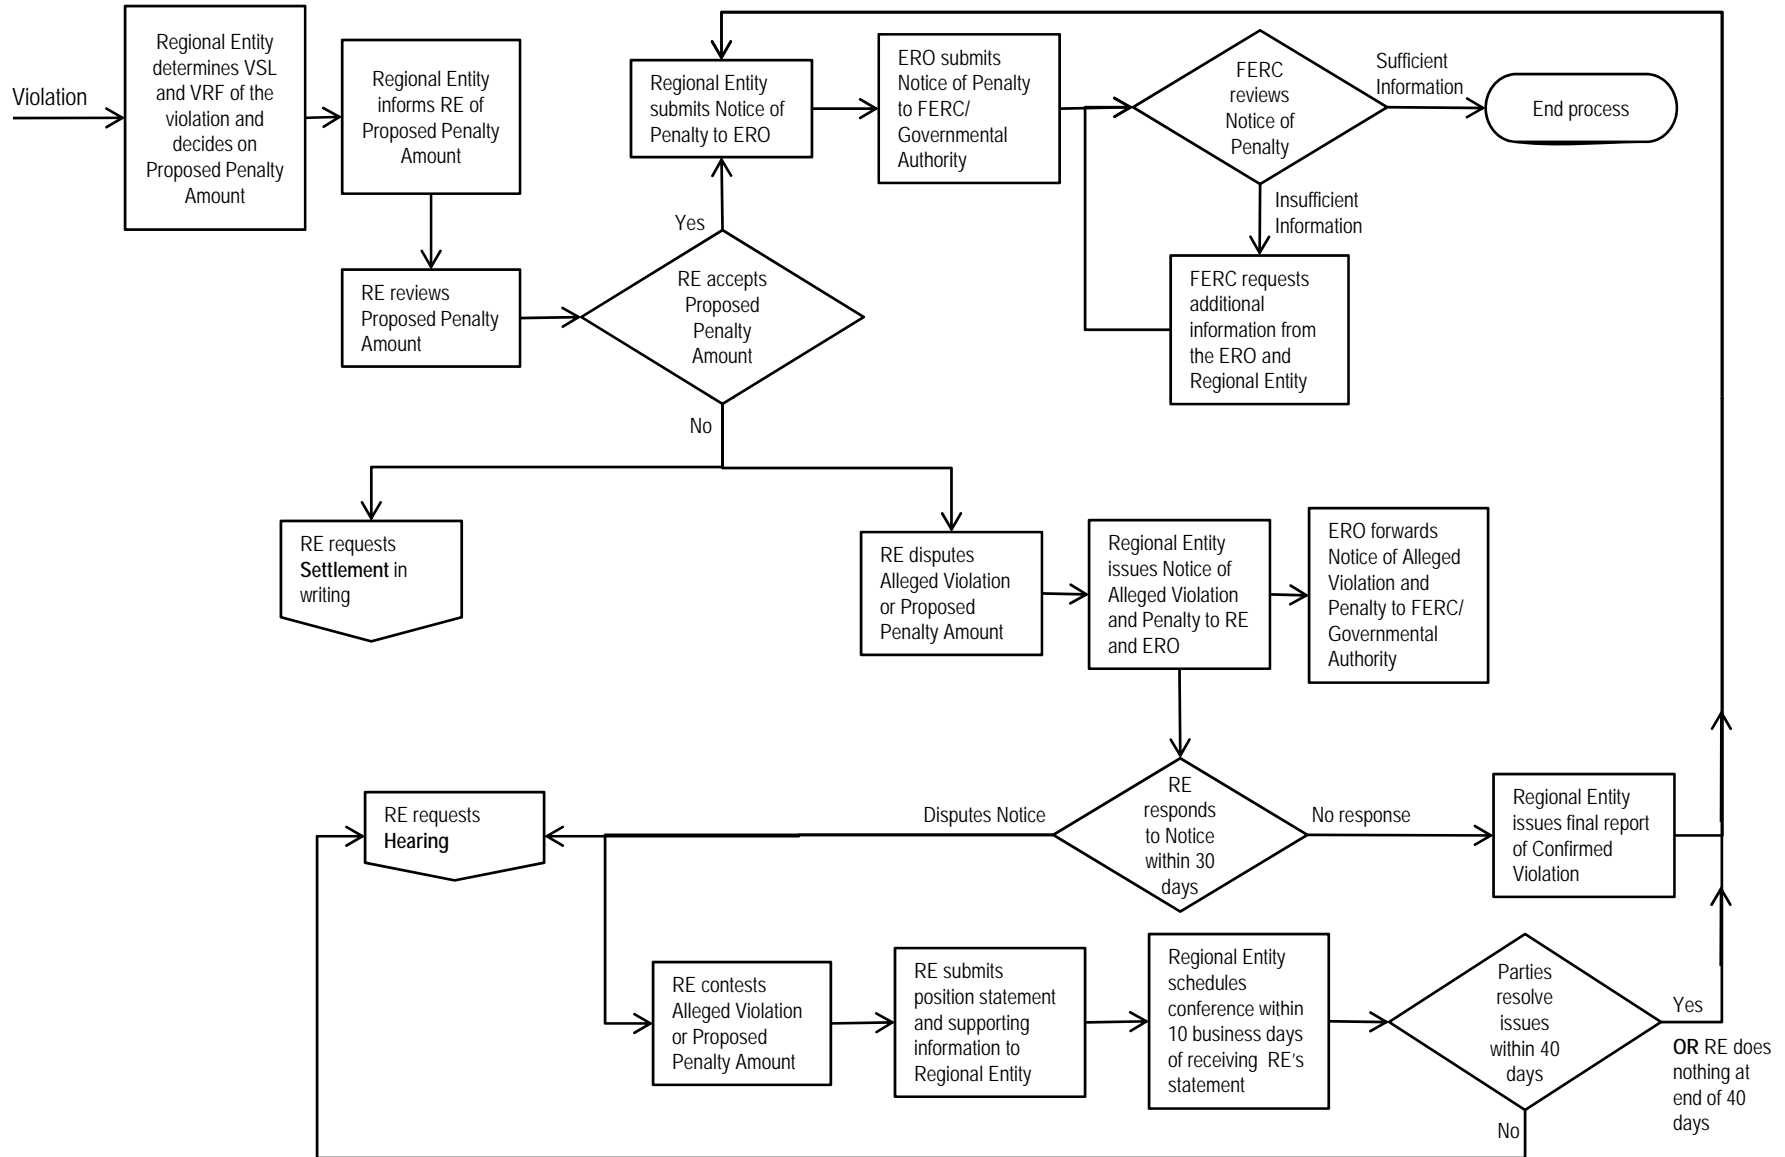 Violation
Regional Entity
determines VSL
and VRF of the
violation and
decides on
Proposed Penalty
Amount
Regional Entity
informs RE of
Proposed Penalty
Amount
RE reviews
Proposed Penalty
Amount
RE accepts
Proposed
Penalty
Amount
Yes
No
Regional Entity
submits Notice of
Penalty to ERO
ERO submits
Notice of Penalty
to FERC/
Governmental
Authority
FERC
reviews
Notice of
Penalty
Sufficient
Information
End process
Insufficient
Information
FERC requests
additional
information from
the ERO and
Regional Entity
RE requests
Settlement in
writing
RE disputes
Alleged Violation
or Proposed
Penalty Amount
Regional Entity
issues Notice of
Alleged Violation
and Penalty to RE
and ERO
ERO forwards
Notice of Alleged
Violation and
Penalty to FERC/
Governmental
Authority
RE
responds
to Notice
within 30
days
Disputes Notice
No response
RE requests
Hearing
Regional Entity
issues final report
of Confirmed
Violation
RE contests
Alleged Violation
or Proposed
Penalty Amount
RE submits
position statement
and supporting
information to
Regional Entity
Regional Entity
schedules
conference within
10 business days
of receiving RE's
statement
Parties
resolve
issues
within 40
days
Yes
OR RE does
nothing at
end of 40
days
No